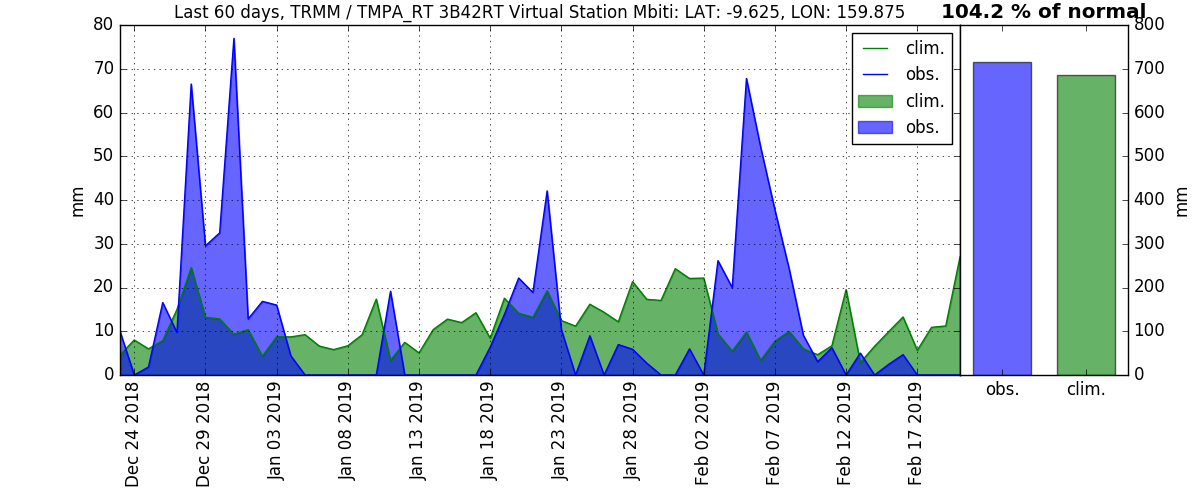 Last 60 days, TRMM / TMPA_RT 3B42RT Virtual Station Mbiti: LAT: -9.625, LON: 159.875
104.2 % of normal
80
70
60
50
40
30
20
10
0
mm
clim.
obs.
clim.
obs.
800
700
600
500
400
300
200
100
0
mm
Dec 24 2018
Dec 29 2018
Jan 03 2019
Jan 08 2019
Jan 13 2019
Jan 18 2019
Jan 23 2019
Jan 28 2019
Feb 02 2019
Feb 07 2019
Feb 12 2019
Feb 17 2019
obs.
clim.